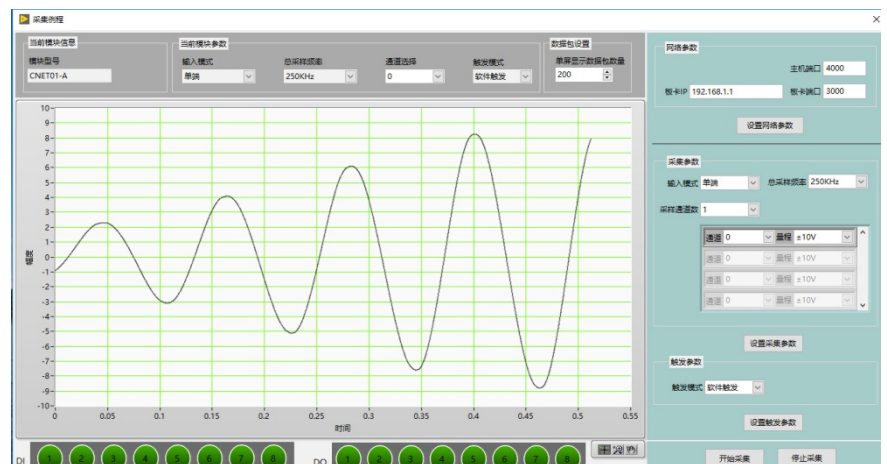 采集例程
当前模块信息
模块型号
CNET01-A
当前模块参数
输入模式 总采样频率 通道选择 触发模式
单端 250KHz 0 软件触发
数据包设置
单屏显示数据包数量
200
网络参数
主机端口 4000
板卡IP 192.168.1.1 板卡端口 3000
设置网络参数
采集参数
输入模式 单端 总采样频率 250KHz
采样通道数 1
通道 0 量程 ±10V
通道 0 量程 ±10V
通道 0 量程 ±10V
通道 0 量程 ±10V
设置采集参数
触发参数
触发模式 软件触发
设置触发参数
开始采集 停止采集
幅度
10
9
8
7
6
5
4
3
2
1
0
-1
-2
-3
-4
-5
-6
-7
-8
-9
-10
0 0.05 0.1 0.15 0.2 0.25 0.3 0.35 0.4 0.45 0.5 0.55
时间
DI 1 2 3 4 5 6 7 8
DO 1 2 3 4 5 6 7 8